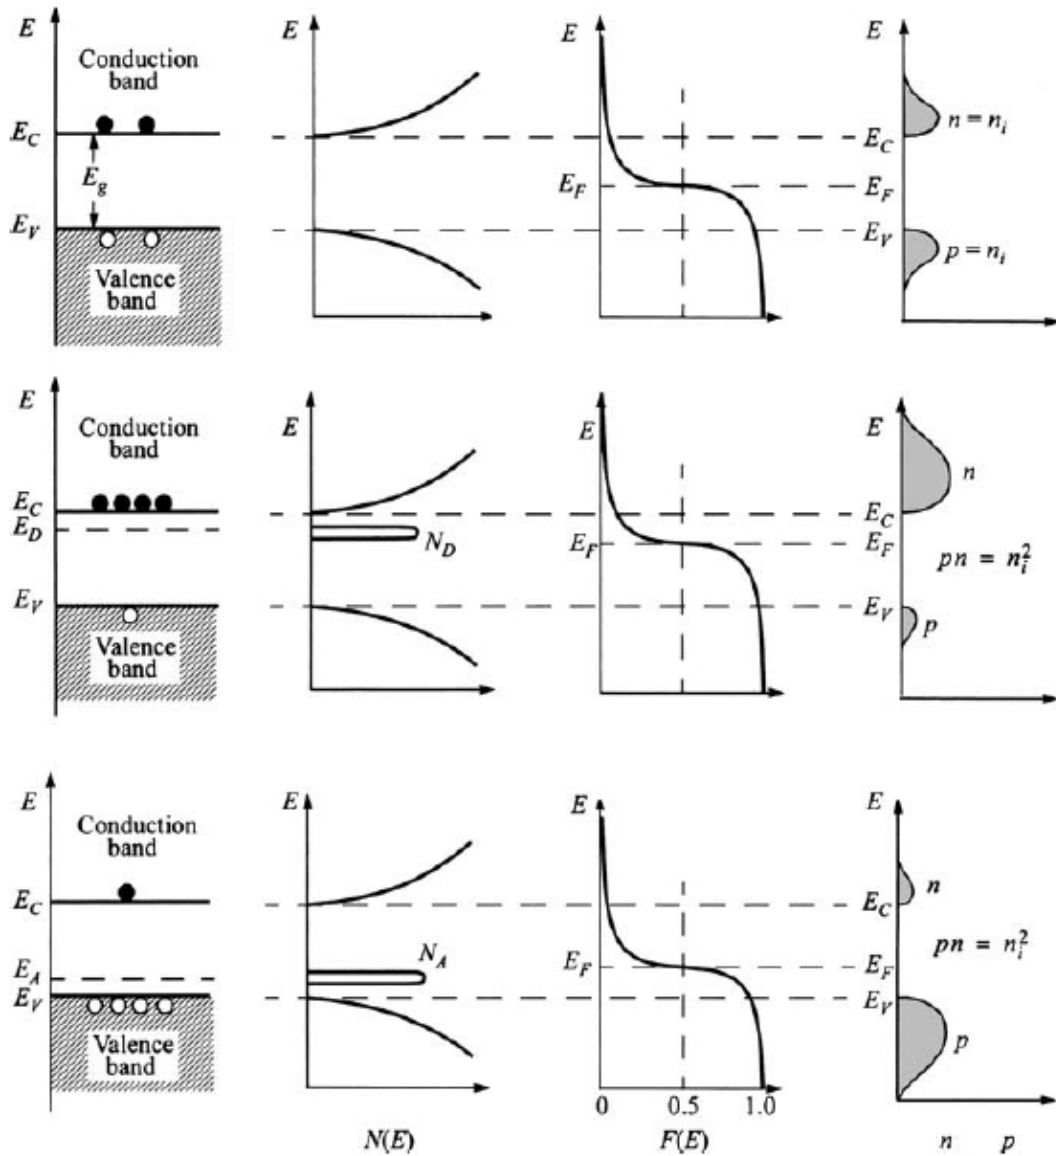 E
Conduction
band
E_C
E_g
E_V
Valence
band
E
E
E_F
E
n = n_i
E_C
E_F
E_V
p = n_i
E
Conduction
band
E_C
E_D
E_V
Valence
band
E
N_D
E
E_F
E
n
E_C
E_F
pn = n_i^2
E_V
p
E
Conduction
band
E_C
E_A
E_V
Valence
band
E
N_A
N(E)
E
E_F
0 0.5 1.0
F(E)
E
n
E_C
pn = n_i^2
E_F
E_V
p
n p